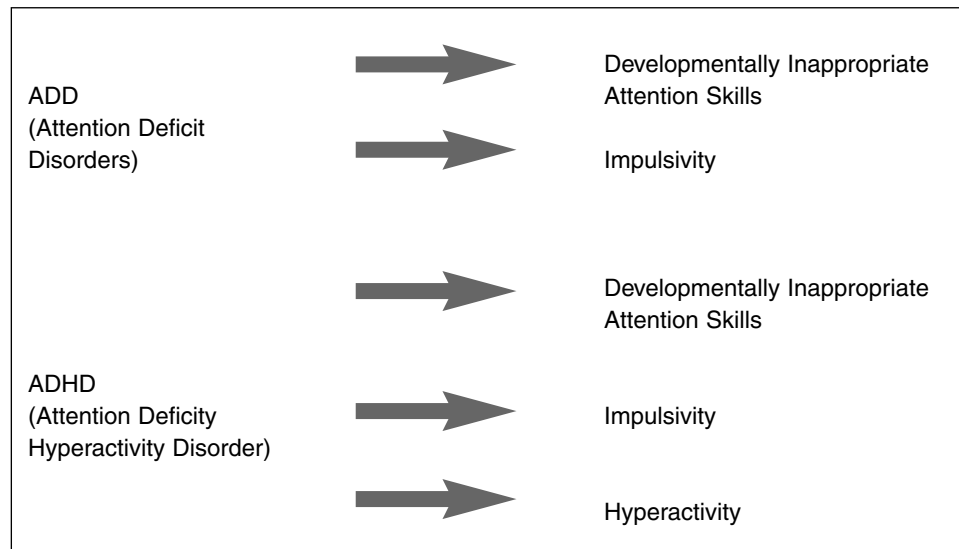 ADD
(Attention Deficit
Disorders)
Developmentally Inappropriate
Attention Skills
Impulsivity
ADHD
(Attention Deficity
Hyperactivity Disorder)
Developmentally Inappropriate
Attention Skills
Impulsivity
Hyperactivity